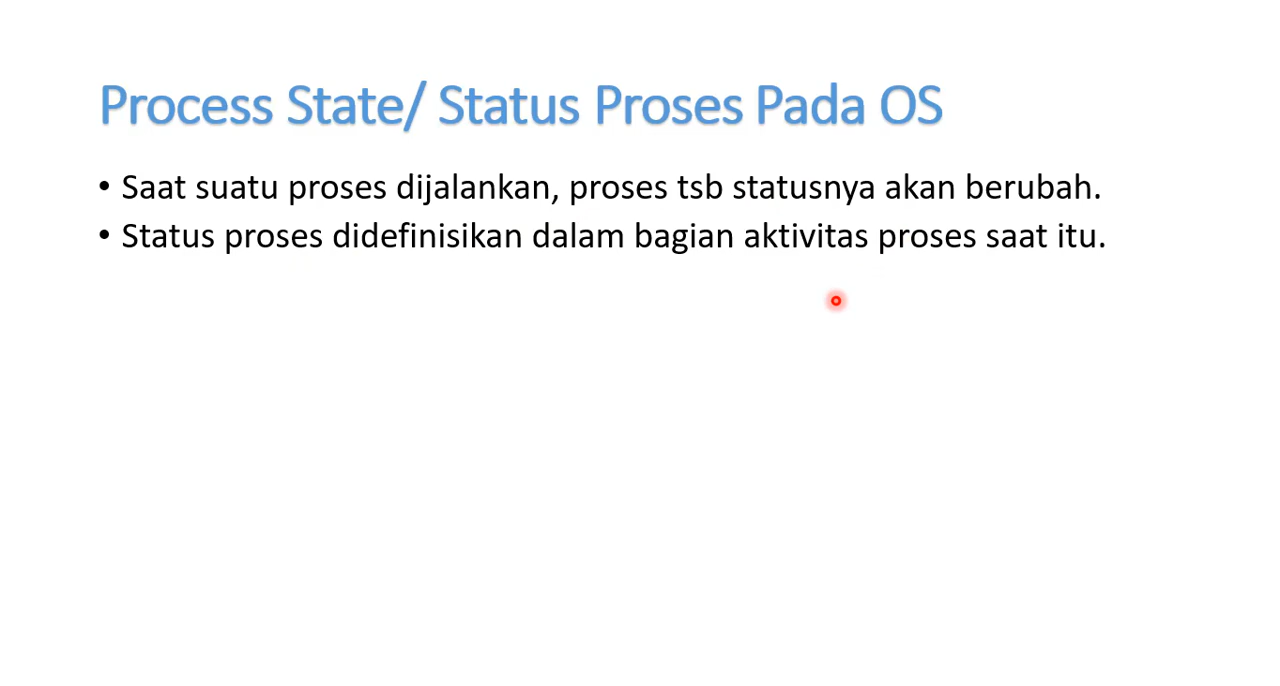 Process State/ Status Proses Pada OS
• Saat suatu proses dijalankan, proses tsb statusnya akan berubah.
• Status proses didefinisikan dalam bagian aktivitas proses saat itu.